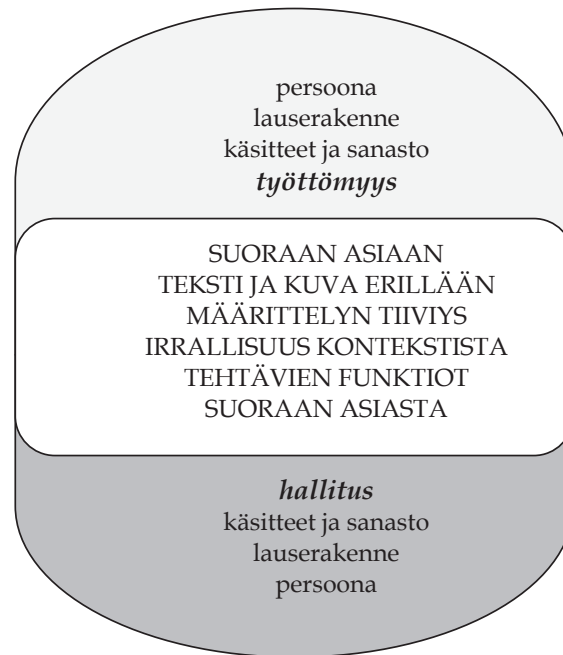 persoona
lauserakenne
käsitteet ja sanasto
työttömyys
SUORAAN ASIAAN
TEKSTI JA KUVA ERILLÄÄN
MÄÄRITTELYN TIIVIYS
IRRALLISUUS KONTEKSTISTA
TEHTÄVIEN FUNKTIOT
SUORAAN ASIASTA
hallitus
käsitteet ja sanasto
lauserakenne
persoona